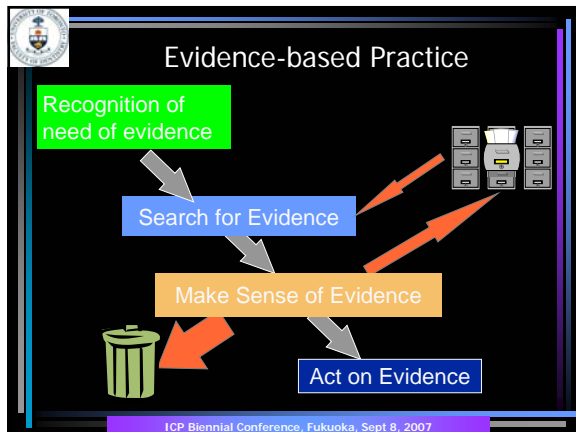 Evidence-based Practice
Recognition of
need of evidence
Search for Evidence
Make Sense of Evidence
Act on Evidence
ICP Biennial Conference, Fukuoka, Sept 8, 2007